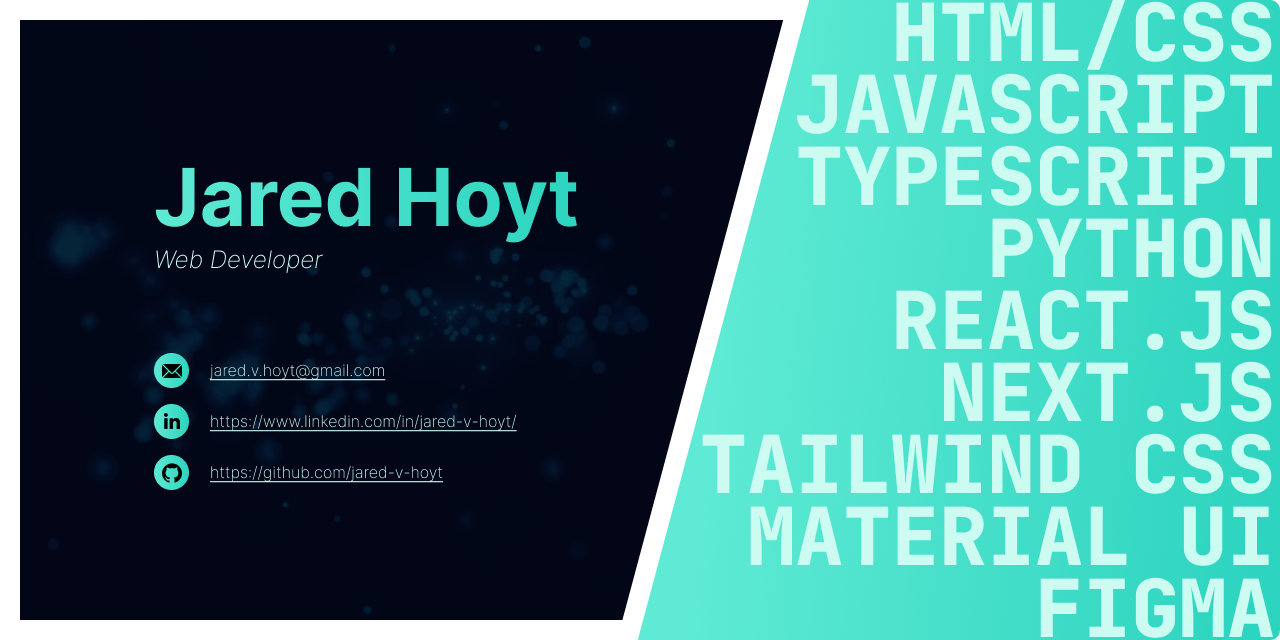 Jared Hoyt
Web Developer
jared.v.hoyt@gmail.com
in
https://www.linkedin.com/in/jared-v-hoyt/
https://github.com/jared-v-hoyt
HTML/CSS
JAVASCRIPT
TYPESCRIPT
PYTHON
REACT.JS
NEXT.JS
TAILWIND CSS
MATERIAL UI
FIGMA